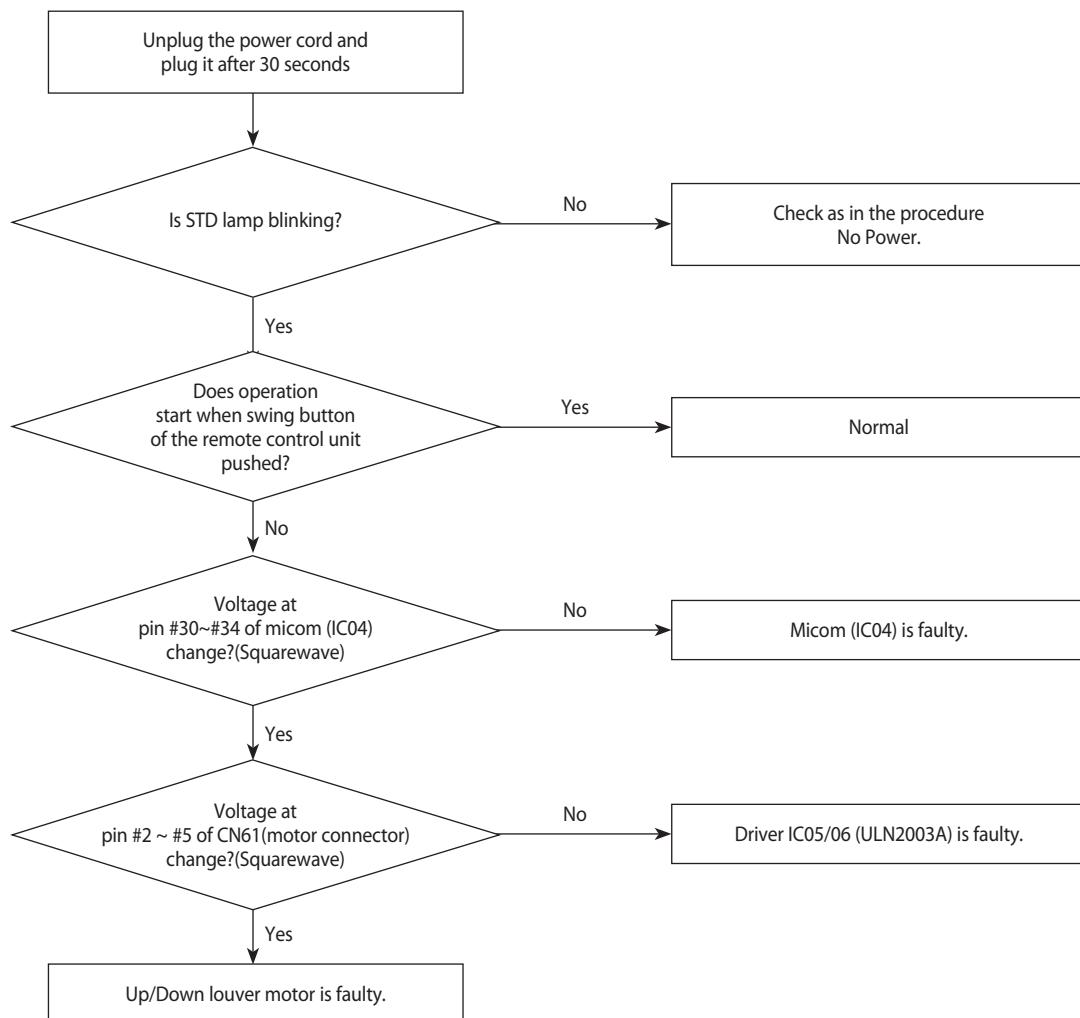 Unplug the power cord and
plug it after 30 seconds
Is STD lamp blinking?
No
Check as in the procedure
No Power.
Yes
Does operation
start when swing button
of the remote control unit
pushed?
Yes
Normal
No
Voltage at
pin #30~#34 of micom (IC04)
change?(Squarewave)
No
Micom (IC04) is faulty.
Yes
Voltage at
pin #2 ~ #5 of CN61(motor connector)
change?(Squarewave)
No
Driver IC05/06 (ULN2003A) is faulty.
Yes
Up/Down louver motor is faulty.